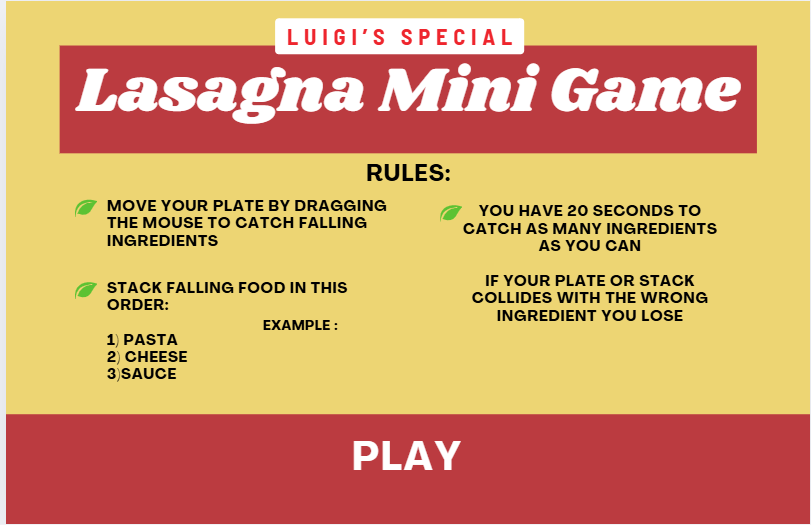 LUIGI'S SPECIAL
Lasagna Mini Game
RULES:
MOVE YOUR PLATE BY DRAGGING
THE MOUSE TO CATCH FALLING
INGREDIENTS
STACK FALLING FOOD IN THIS
ORDER:
EXAMPLE :
1) PASTA
2) CHEESE
3)SAUCE
YOU HAVE 20 SECONDS TO
CATCH AS MANY INGREDIENTS
AS YOU CAN
IF YOUR PLATE OR STACK
COLLIDES WITH THE WRONG
INGREDIENT YOU LOSE
PLAY